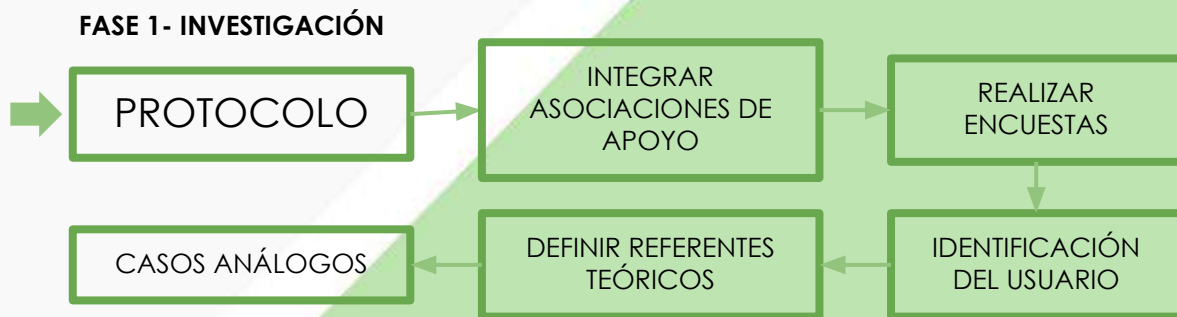 FASE 1- INVESTIGACIÓN
PROTOCOLO
INTEGRAR
ASOCIACIONES DE
APOYO
REALIZAR
ENCUESTAS
IDENTIFICACIÓN
DEL USUARIO
DEFINIR REFERENTES
TEÓRICOS
CASOS ANÁLOGOS